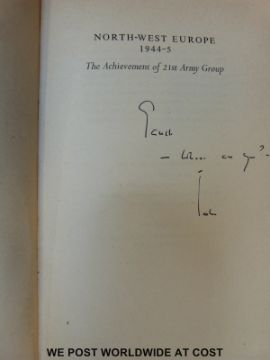 NORTH-WEST EUROPE
1944-5
The Achievement of 21st Army Group
WE POST WORLDWIDE AT COST